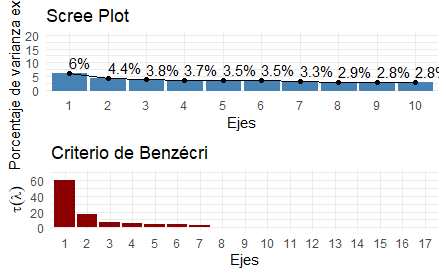 Scree Plot
Porcentaje de varianza ex
20
15
10
5
0
6%
4.4%
3.8%
3.7%
3.5%
3.5%
3.3%
2.9%
2.8%
2.8%
1 2 3 4 5 6 7 8 9 10
Ejes
Criterio de Benzécri
τ(λ)
60
40
20
0
1 2 3 4 5 6 7 8 9 10 11 12 13 14 15 16 17
Ejes